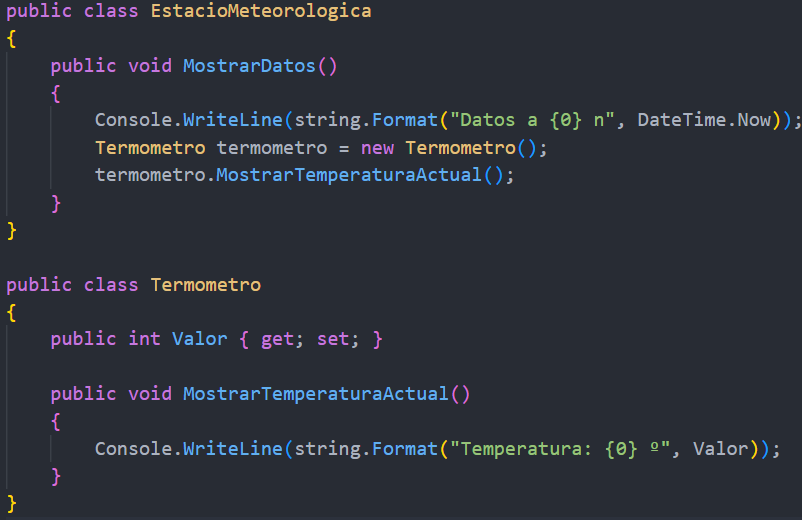 public class EstacioMeteorologica
{
    public void MostrarDatos()
    {
        Console.WriteLine(string.Format("Datos a {0} n", DateTime.Now));
        Termometro termometro = new Termometro();
        termometro.MostrarTemperaturaActual();
    }
}

public class Termometro
{
    public int Valor { get; set; }

    public void MostrarTemperaturaActual()
    {
        Console.WriteLine(string.Format("Temperatura: {0} º", Valor));
    }
}